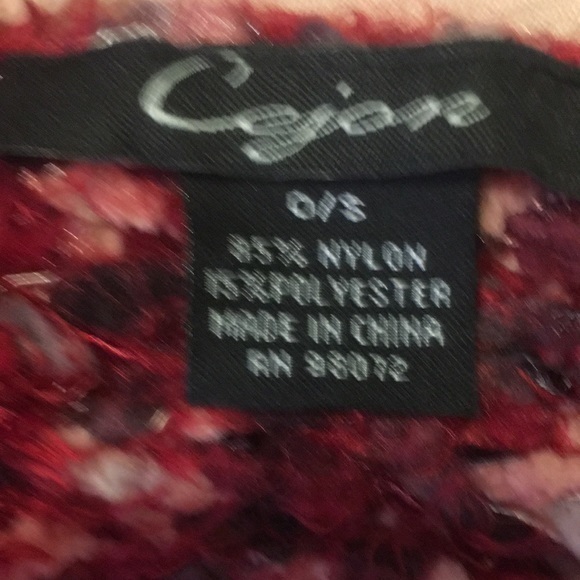 Cejon
O/S
85% NYLON
15%POLYESTER
MADE IN CHINA
RN 98072